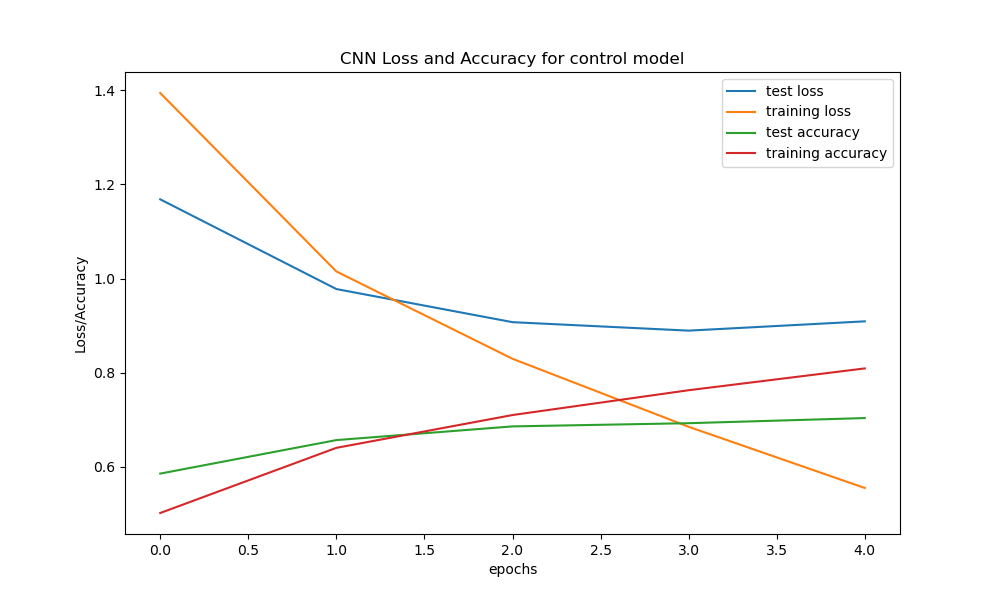 CNN Loss and Accuracy for control model
test loss
training loss
test accuracy
training accuracy
Loss/Accuracy
1.4
1.2
1.0
0.8
0.6
0.0 0.5 1.0 1.5 2.0 2.5 3.0 3.5 4.0
epochs